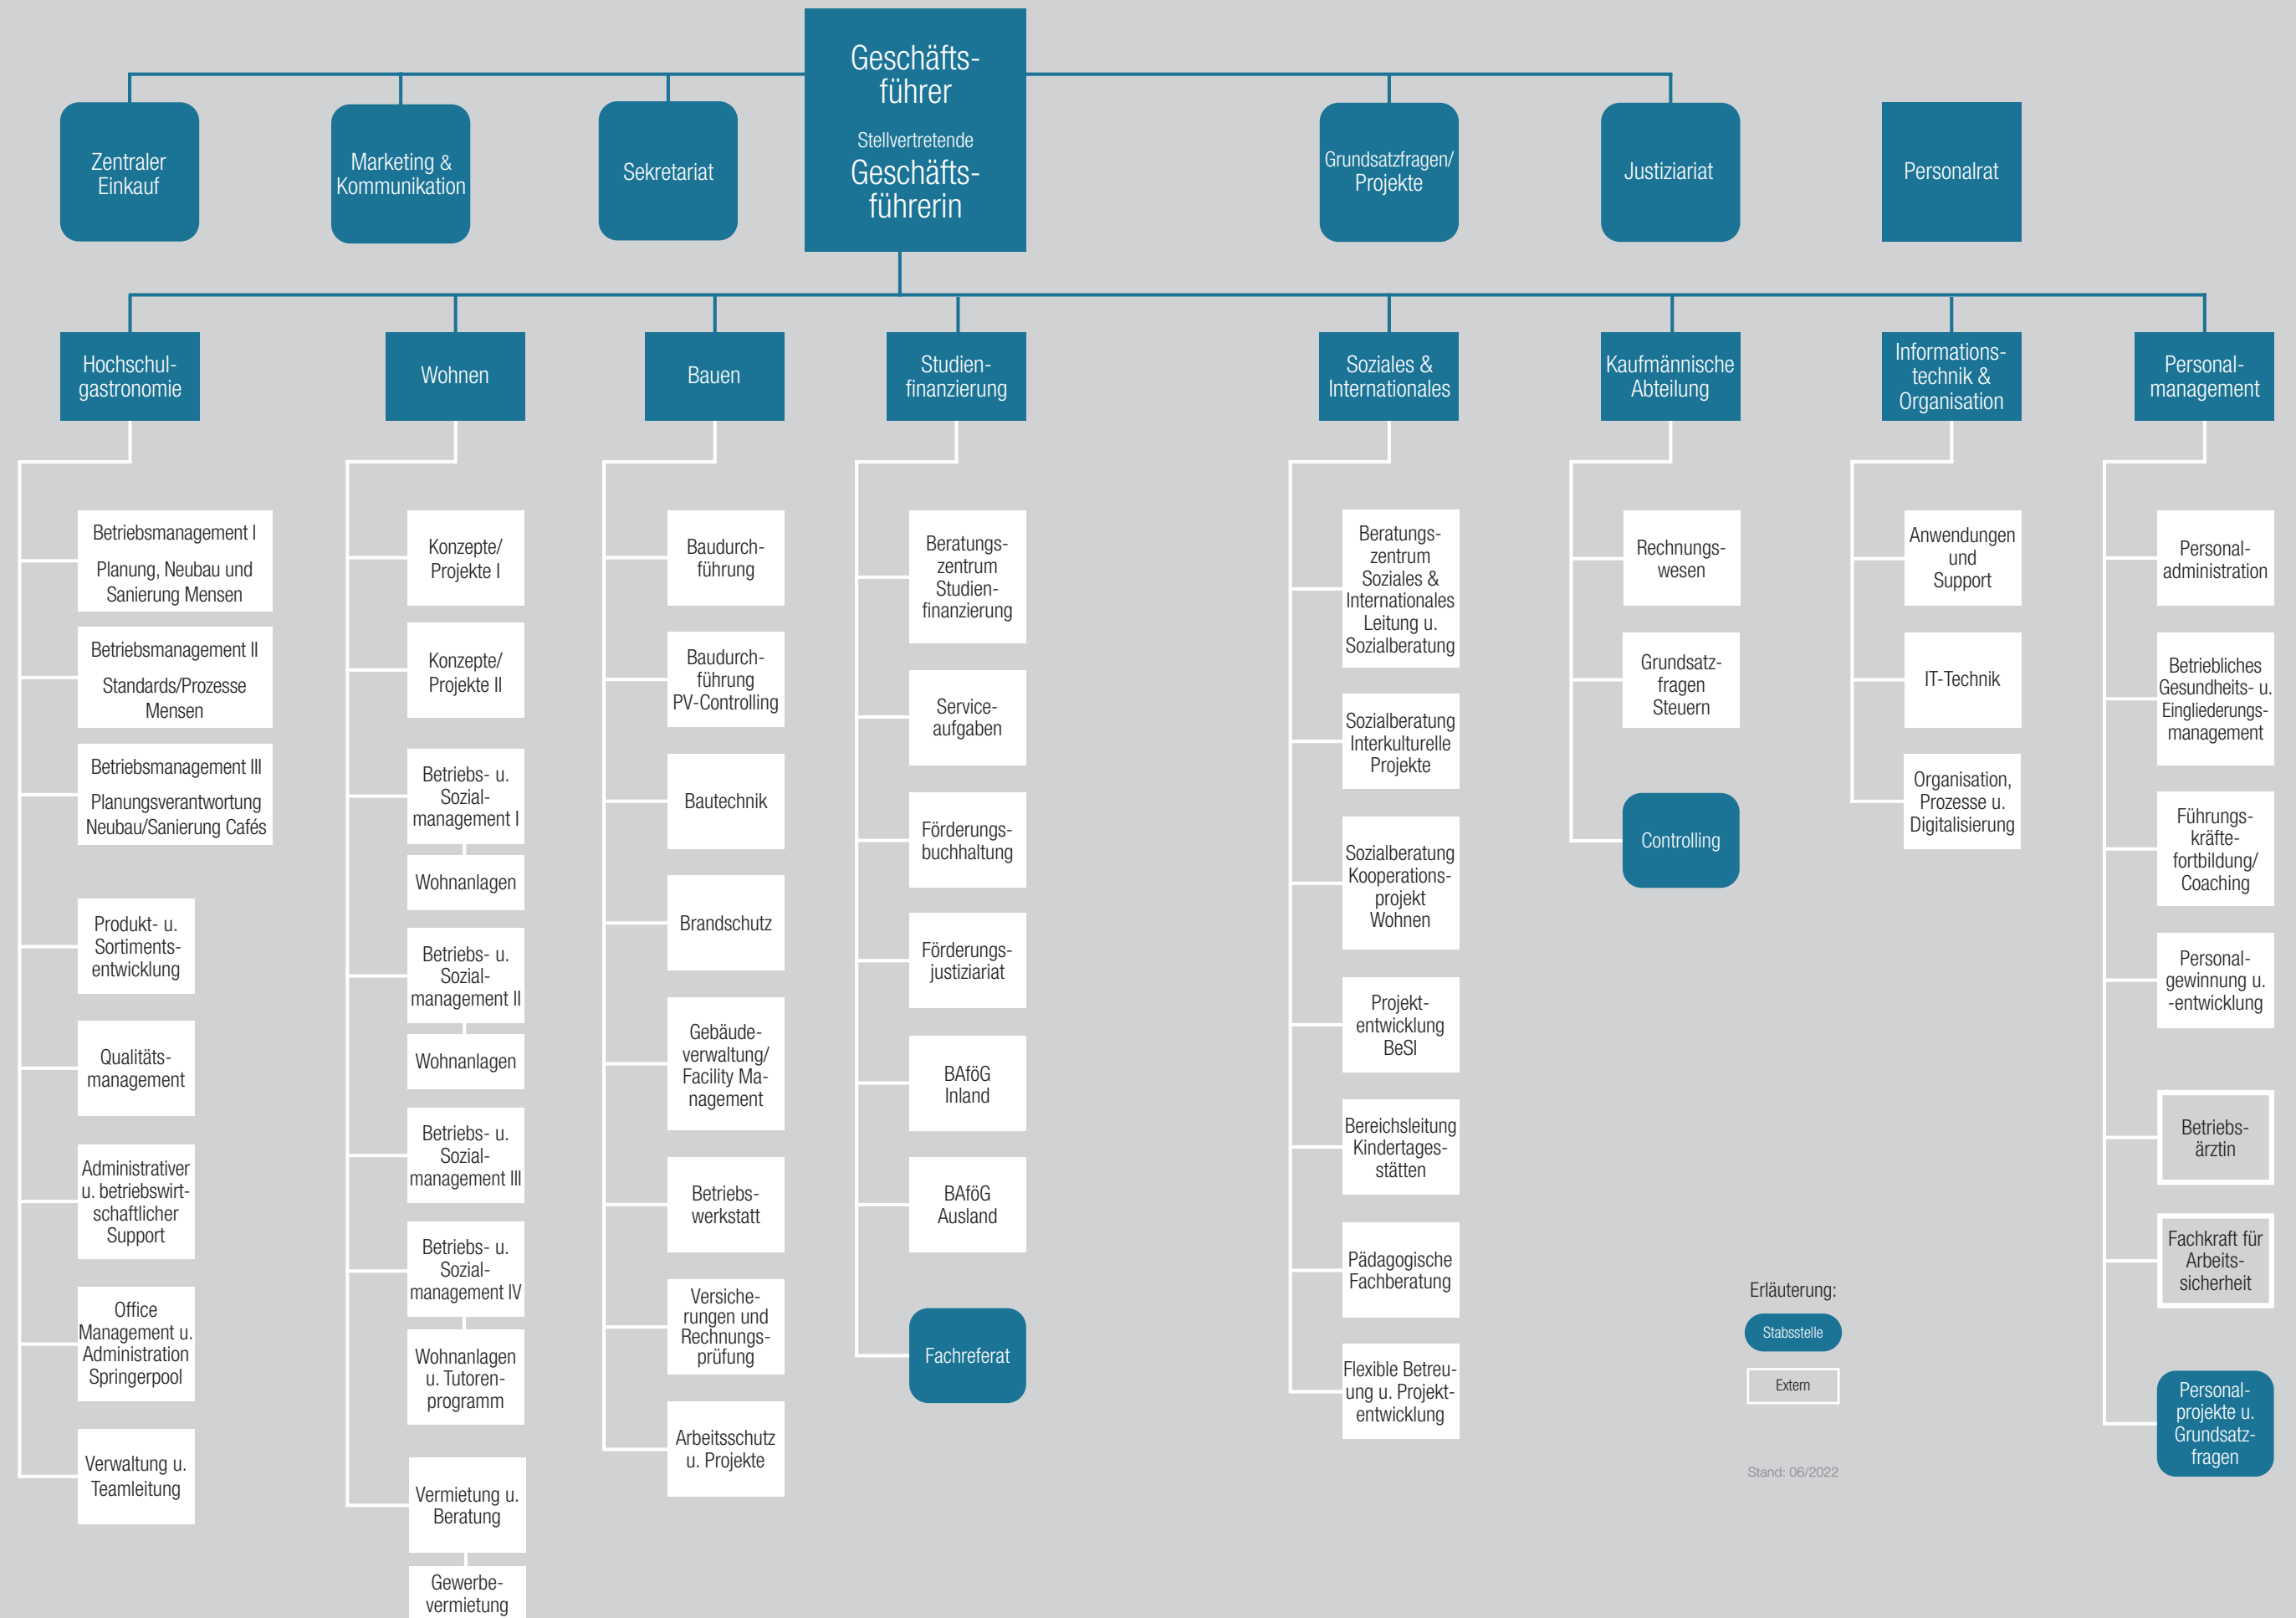 Geschäfts-
führer
Stellvertretende
Geschäfts-
führerin
Zentraler
Einkauf
Marketing &
Kommunikation
Sekretariat
Grundsatzfragen/
Projekte
Justiziariat
Personalrat
Hochschul-
gastronomie
Wohnen
Bauen
Studien-
finanzierung
Soziales &
Internationales
Kaufmännische
Abteilung
Informations-
technik &
Organisation
Personal-
management
Betriebsmanagement I
Planung, Neubau und
Sanierung Mensen
Betriebsmanagement II
Standards/Prozesse
Mensen
Betriebsmanagement III
Planungsverantwortung
Neubau/Sanierung Cafés
Produkt- u.
Sortiments-
entwicklung
Qualitäts-
management
Administrativer
u. betriebswirt-
schaftlicher
Support
Office
Management u.
Administration
Springerpool
Verwaltung u.
Teamleitung
Konzepte/
Projekte I
Konzepte/
Projekte II
Betriebs- u.
Sozial-
management I
Wohnanlagen
Betriebs- u.
Sozial-
management II
Wohnanlagen
Betriebs- u.
Sozial-
management III
Betriebs- u.
Sozial-
management IV
Wohnanlagen
u. Tutoren-
programm
Vermietung u.
Beratung
Gewerbe-
vermietung
Baudurch-
führung
Baudurch-
führung
PV-Controlling
Bautechnik
Brandschutz
Gebäude-
verwaltung/
Facility Ma-
nagement
Betriebs-
werkstatt
Versiche-
rungen und
Rechnungs-
prüfung
Arbeitsschutz
u. Projekte
Beratungs-
zentrum
Studien-
finanzierung
Service-
aufgaben
Förderungs-
buchhaltung
Förderungs-
justiziariat
BAföG
Inland
BAföG
Ausland
Fachreferat
Beratungs-
zentrum
Soziales &
Internationales
Leitung u.
Sozialberatung
Sozialberatung
Interkulturelle
Projekte
Sozialberatung
Kooperations-
projekt
Wohnen
Projekt-
entwicklung
BeSI
Bereichsleitung
Kindertages-
stätten
Pädagogische
Fachberatung
Flexible Betreu-
ung u. Projekt-
entwicklung
Rechnungs-
wesen
Grundsatz-
fragen
Steuern
Controlling
Anwendungen
und
Support
IT-Technik
Organisation,
Prozesse u.
Digitalisierung
Personal-
administration
Betriebliches
Gesundheits- u.
Eingliederungs-
management
Führungs-
kräfte-
fortbildung/
Coaching
Personal-
gewinnung u.
-entwicklung
Betriebs-
ärztin
Fachkraft für
Arbeits-
sicherheit
Personal-
projekte u.
Grundsatz-
fragen
Erläuterung:
Stabsstelle
Extern
Stand: 06/2022